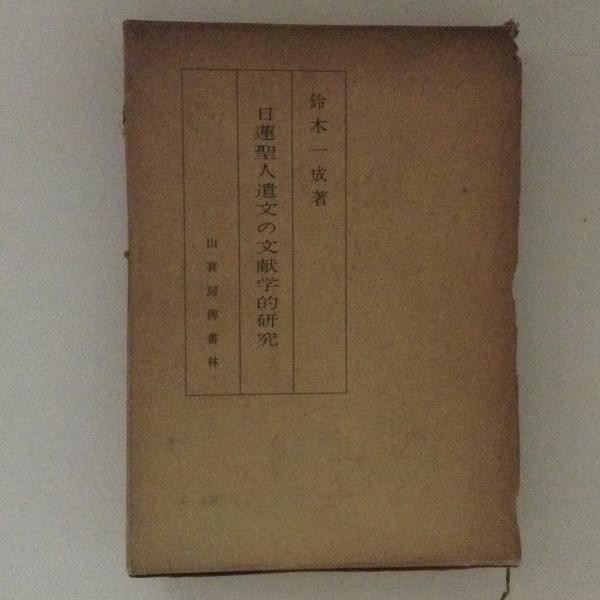 鈴木一成著
日蓮聖人遺文の文献学的研究
山喜房佛書林